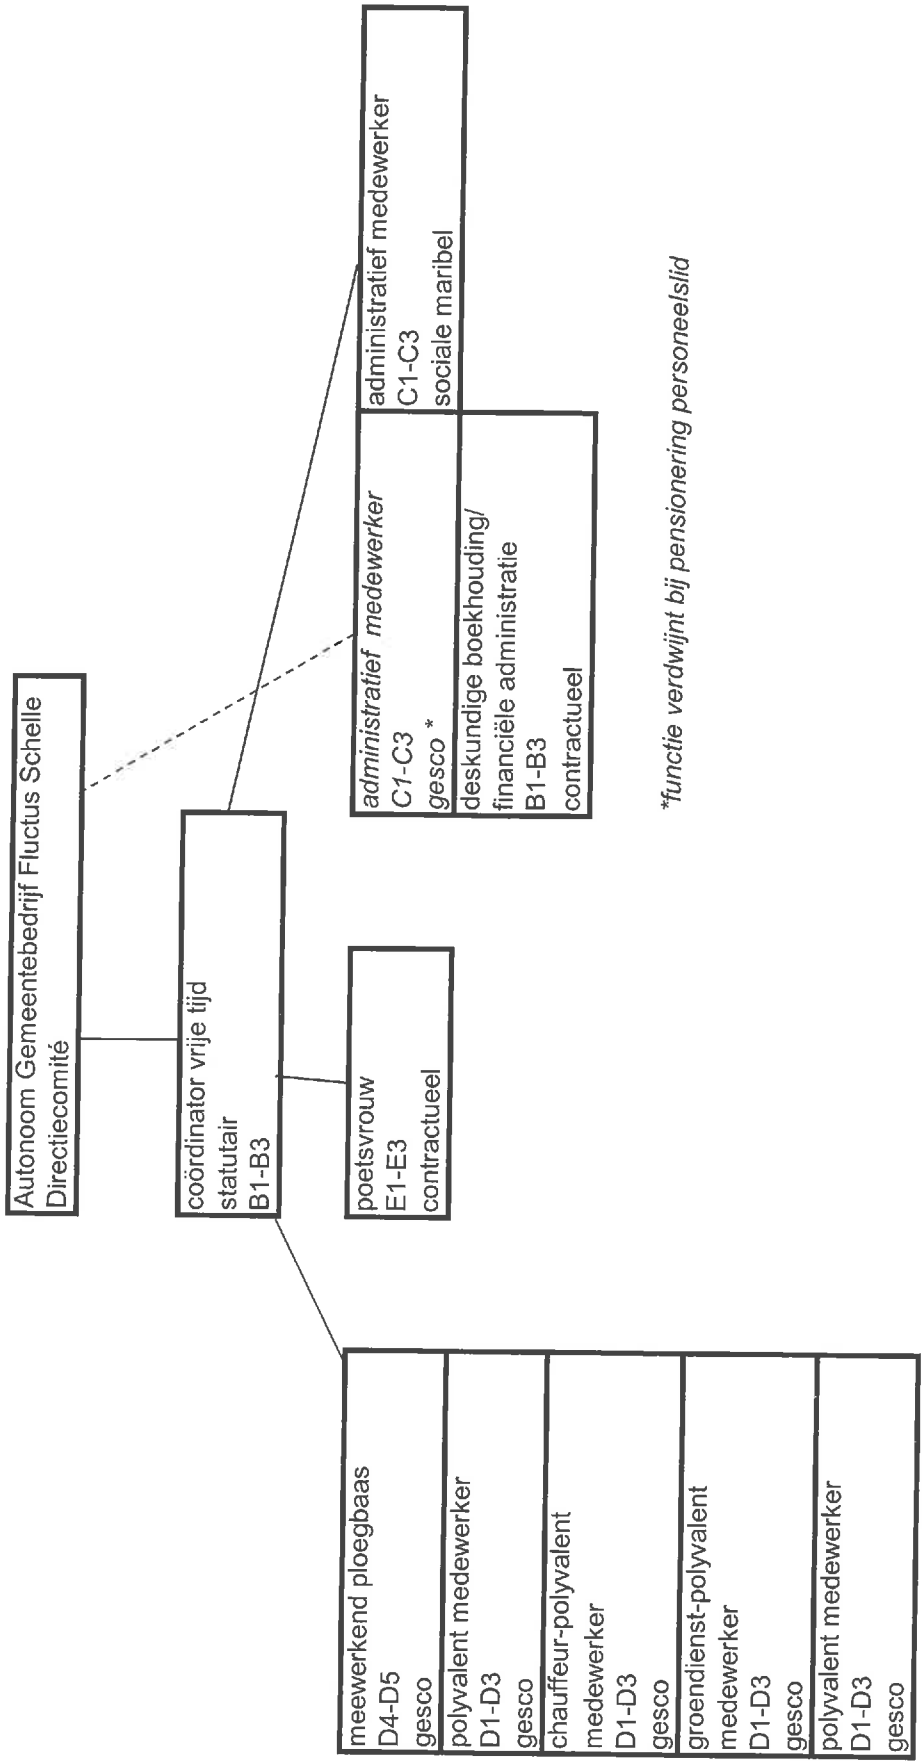 Autonoom Gemeentebedrijf Fluctus Schelle
Directiecomité
coördinator vrije tijd
statutair
B1-B3
meewerkend ploegbaas
D4-D5
gesco
polyvalent medewerker
D1-D3
gesco
chauffeur-polyvalent
medewerker
D1-D3
gesco
groendienst-polyvalent
medewerker
D1-D3
gesco
polyvalent medewerker
D1-D3
gesco
poetsvrouw
E1-E3
contractueel
administratief medewerker
C1-C3
gesco *
deskundige boekhouding/
financiële administratie
B1-B3
contractueel
administratief medewerker
C1-C3
sociale maribel
*functie verdwijnt bij pensionering personeelslid